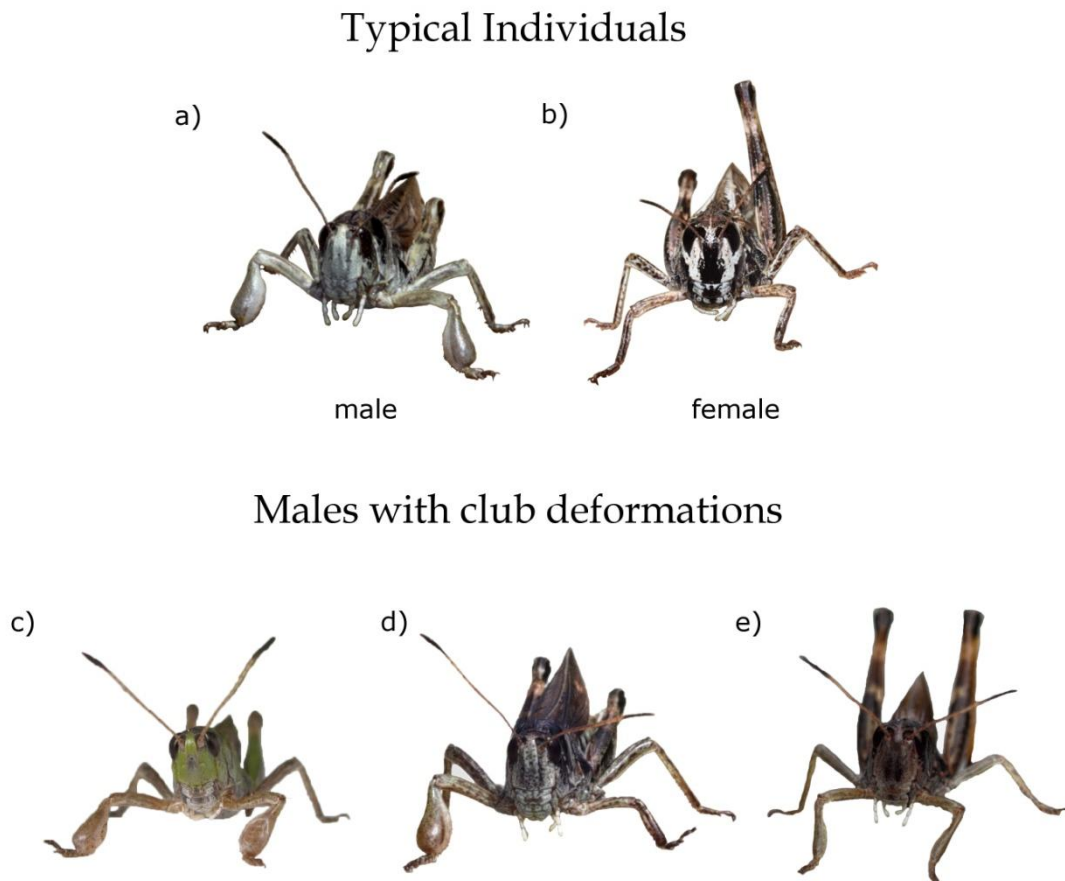 Typical Individuals
a)
b)
male
female
Males with club deformations
c)
d)
e)